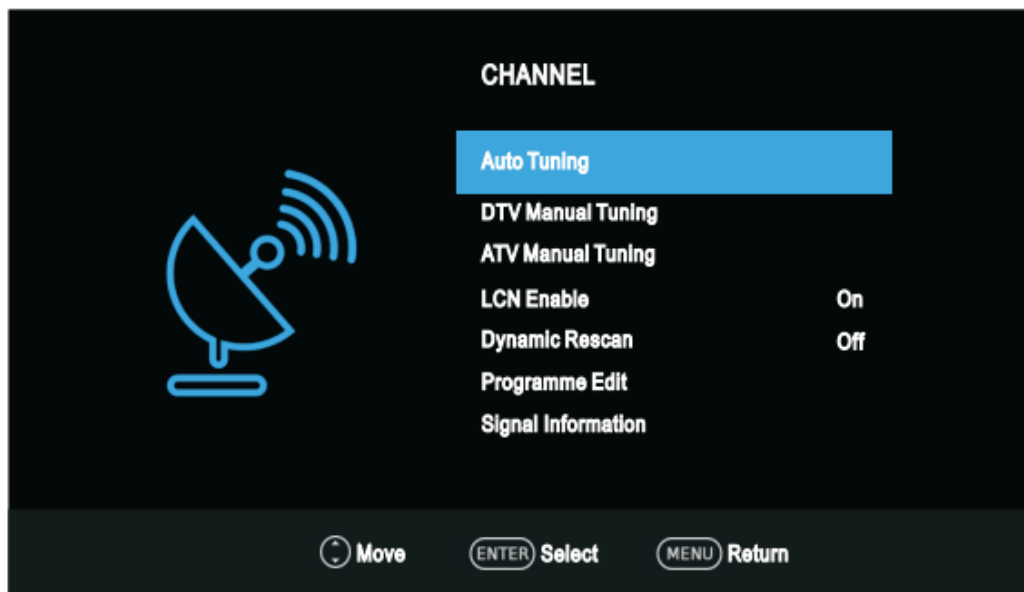 CHANNEL
Auto Tuning
DTV Manual Tuning
ATV Manual Tuning
LCN Enable On
Dynamic Rescan Off
Programme Edit
Signal Information
Move ENTER Select MENU Return